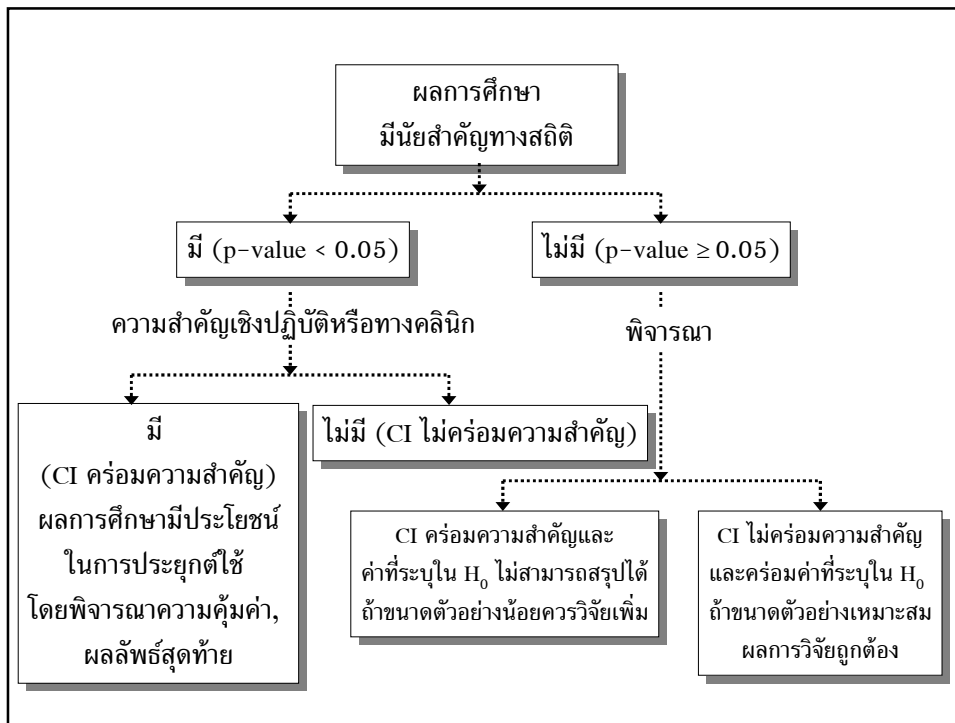 ผลการศึกษา
มีนัยสำคัญทางสถิติ
มี (p-value < 0.05)
ไม่มี (p-value ≥ 0.05)
ความสำคัญเชิงปฏิบัติหรือทางคลินิก
พิจารณา
มี
(CI คร่อมความสำคัญ)
ผลการศึกษามีประโยชน์
ในการประยุกต์ใช้
โดยพิจารณาความคุ้มค่า,
ผลลัพธ์สุดท้าย
ไม่มี (CI ไม่คร่อมความสำคัญ)
CI คร่อมความสำคัญและ
ค่าที่ระบุใน H₀ ไม่สามารถสรุปได้
ถ้าขนาดตัวอย่างน้อยควรวิจัยเพิ่ม
CI ไม่คร่อมความสำคัญ
และคร่อมค่าที่ระบุใน H₀
ถ้าขนาดตัวอย่างเหมาะสม
ผลการวิจัยถูกต้อง